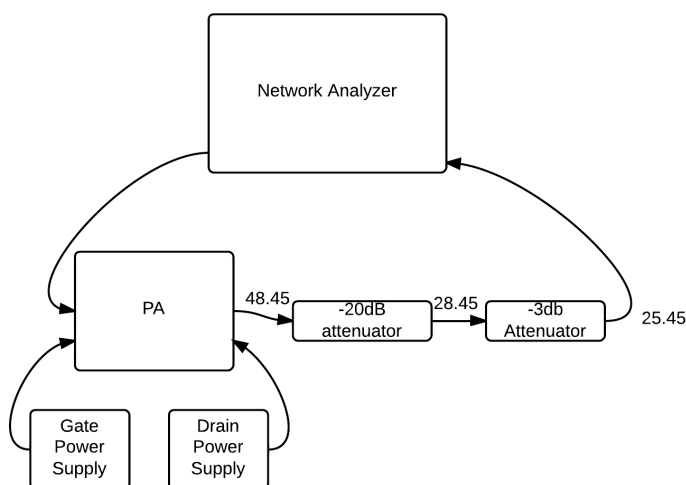 Network Analyzer
PA
48.45
-20dB
attenuator
28.45
-3db
Attenuator
25.45
Gate
Power
Supply
Drain
Power
Supply